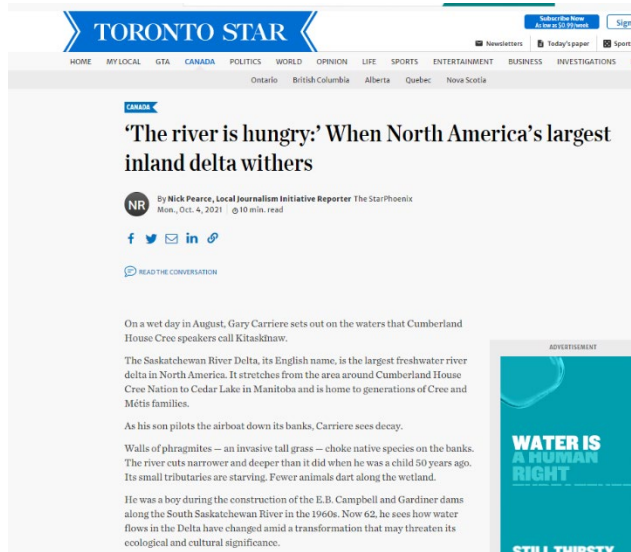 TORONTO STAR
Subscribe Now
As low as $0.99/week
Sign
Newsletters
Today's paper
Sport
HOME MY LOCAL GTA CANADA POLITICS WORLD OPINION LIFE SPORTS ENTERTAINMENT BUSINESS INVESTIGATIONS
Ontario British Columbia Alberta Quebec Nova Scotia
CANADA
‘The river is hungry:’ When North America’s largest
inland delta withers
NR
By Nick Pearce, Local Journalism Initiative Reporter The StarPhoenix
Mon., Oct. 4, 2021 10 min. read
READ THE CONVERSATION
On a wet day in August, Gary Carriere sets out on the waters that Cumberland
House Cree speakers call Kitaskīnaw.
The Saskatchewan River Delta, its English name, is the largest freshwater river
delta in North America. It stretches from the area around Cumberland House
Cree Nation to Cedar Lake in Manitoba and is home to generations of Cree and
Métis families.
As his son pilots the airboat down its banks, Carriere sees decay.
Walls of phragmites — an invasive tall grass — choke native species on the banks.
The river cuts narrower and deeper than it did when he was a child 50 years ago.
Its small tributaries are starving. Fewer animals dart along the wetland.
He was a boy during the construction of the E.B. Campbell and Gardiner dams
along the South Saskatchewan River in the 1960s. Now 62, he sees how water
flows in the Delta have changed amid a transformation that may threaten its
ecological and cultural significance.
ADVERTISEMENT
WATER IS
A HUMAN
RIGHT
STILL THIRSTY